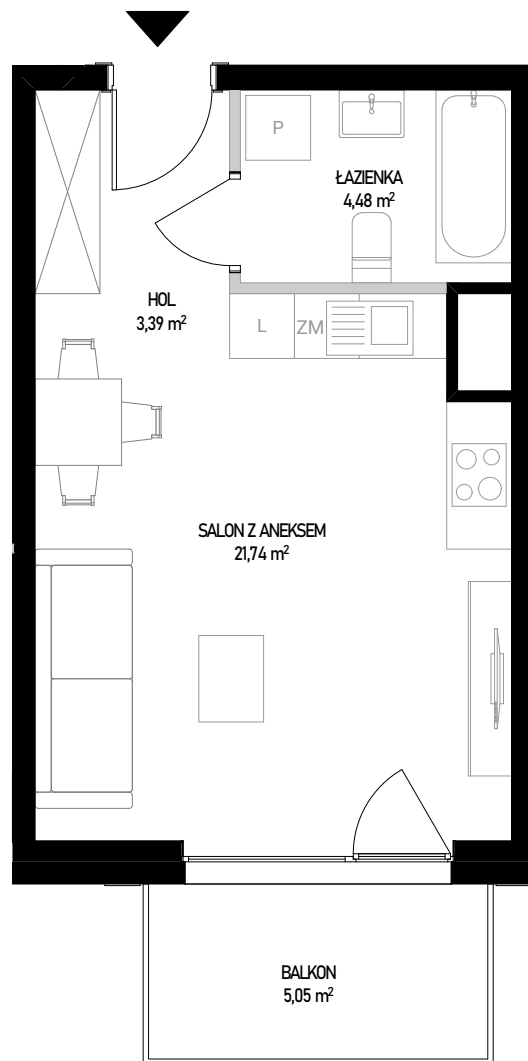 P
ŁAZIENKA
4,48 m²
HOL
3,39 m²
L
ZM
SALON Z ANEKSEM
21,74 m²
BALKON
5,05 m²